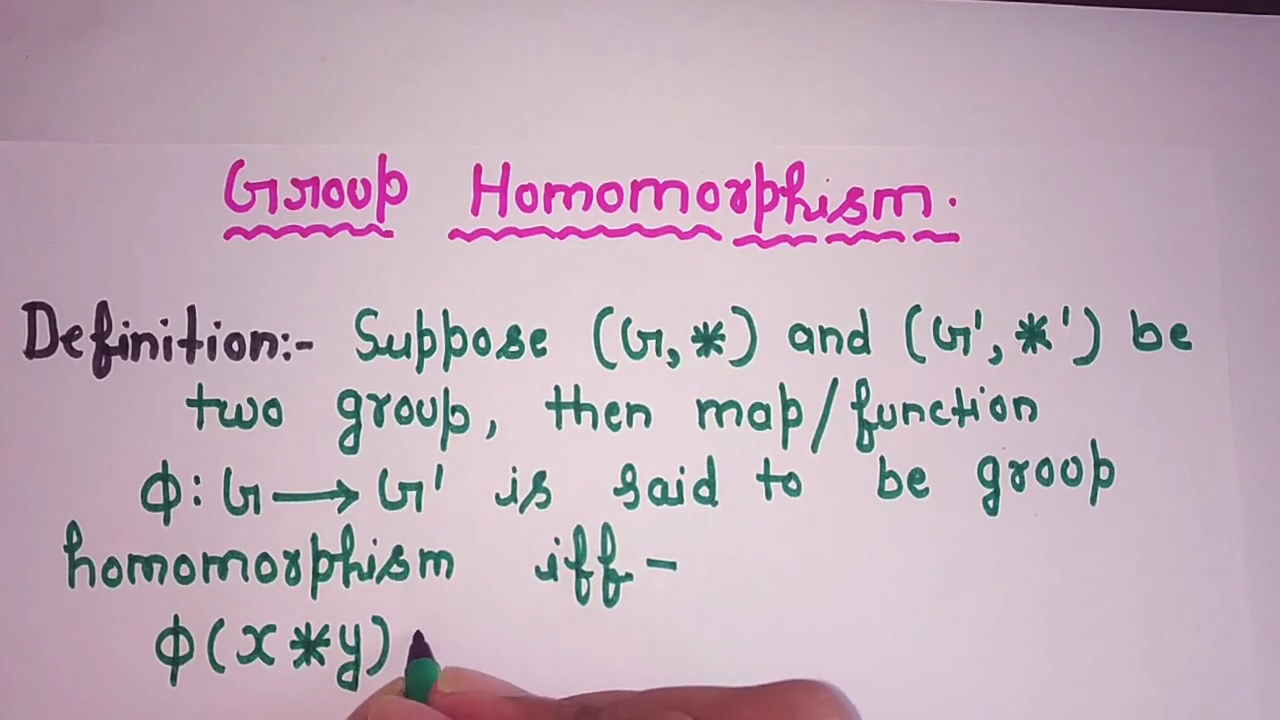 Group Homomorphism.
Definition:- Suppose (G, *) and (G', *') be
two group, then map/function
ϕ: G ⟶ G' is said to be group
homomorphism iff -
ϕ(x * y)